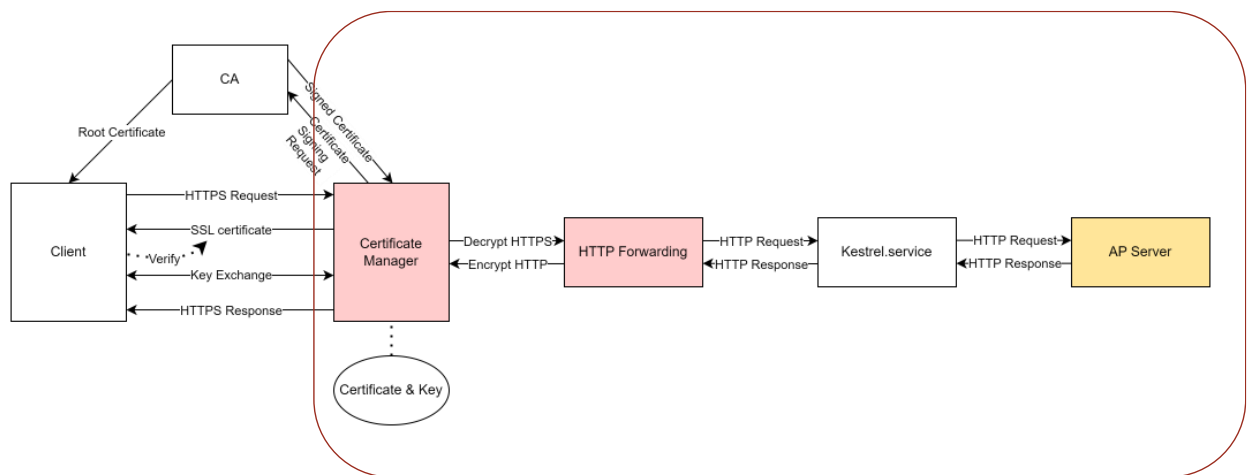 CA
Signed Certificate
Certificate
Signing
Request
Root Certificate
HTTPS Request
SSL certificate
Client
Verify
Key Exchange
HTTPS Response
Certificate
Manager
Decrypt HTTPS
Encrypt HTTP
HTTP Forwarding
HTTP Request
HTTP Response
Kestrel.service
HTTP Request
HTTP Response
AP Server
Certificate & Key